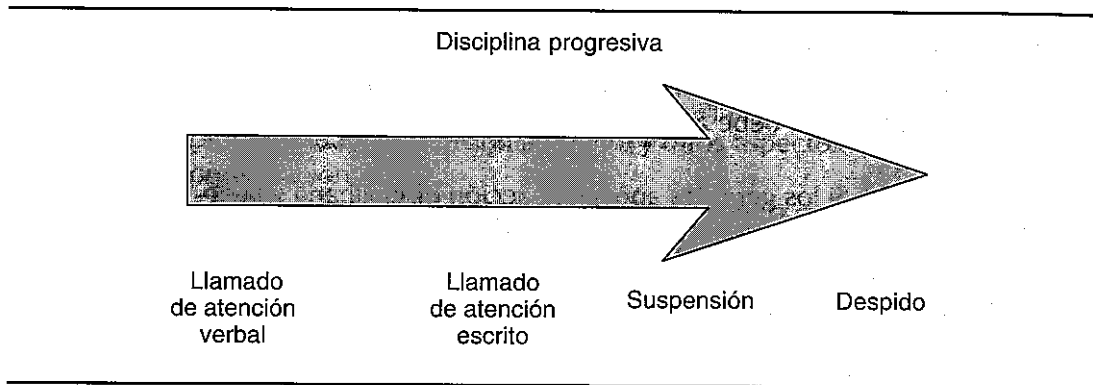 Disciplina progresiva
Llamado
de atención
verbal
Llamado
de atención
escrito
Suspensión
Despido